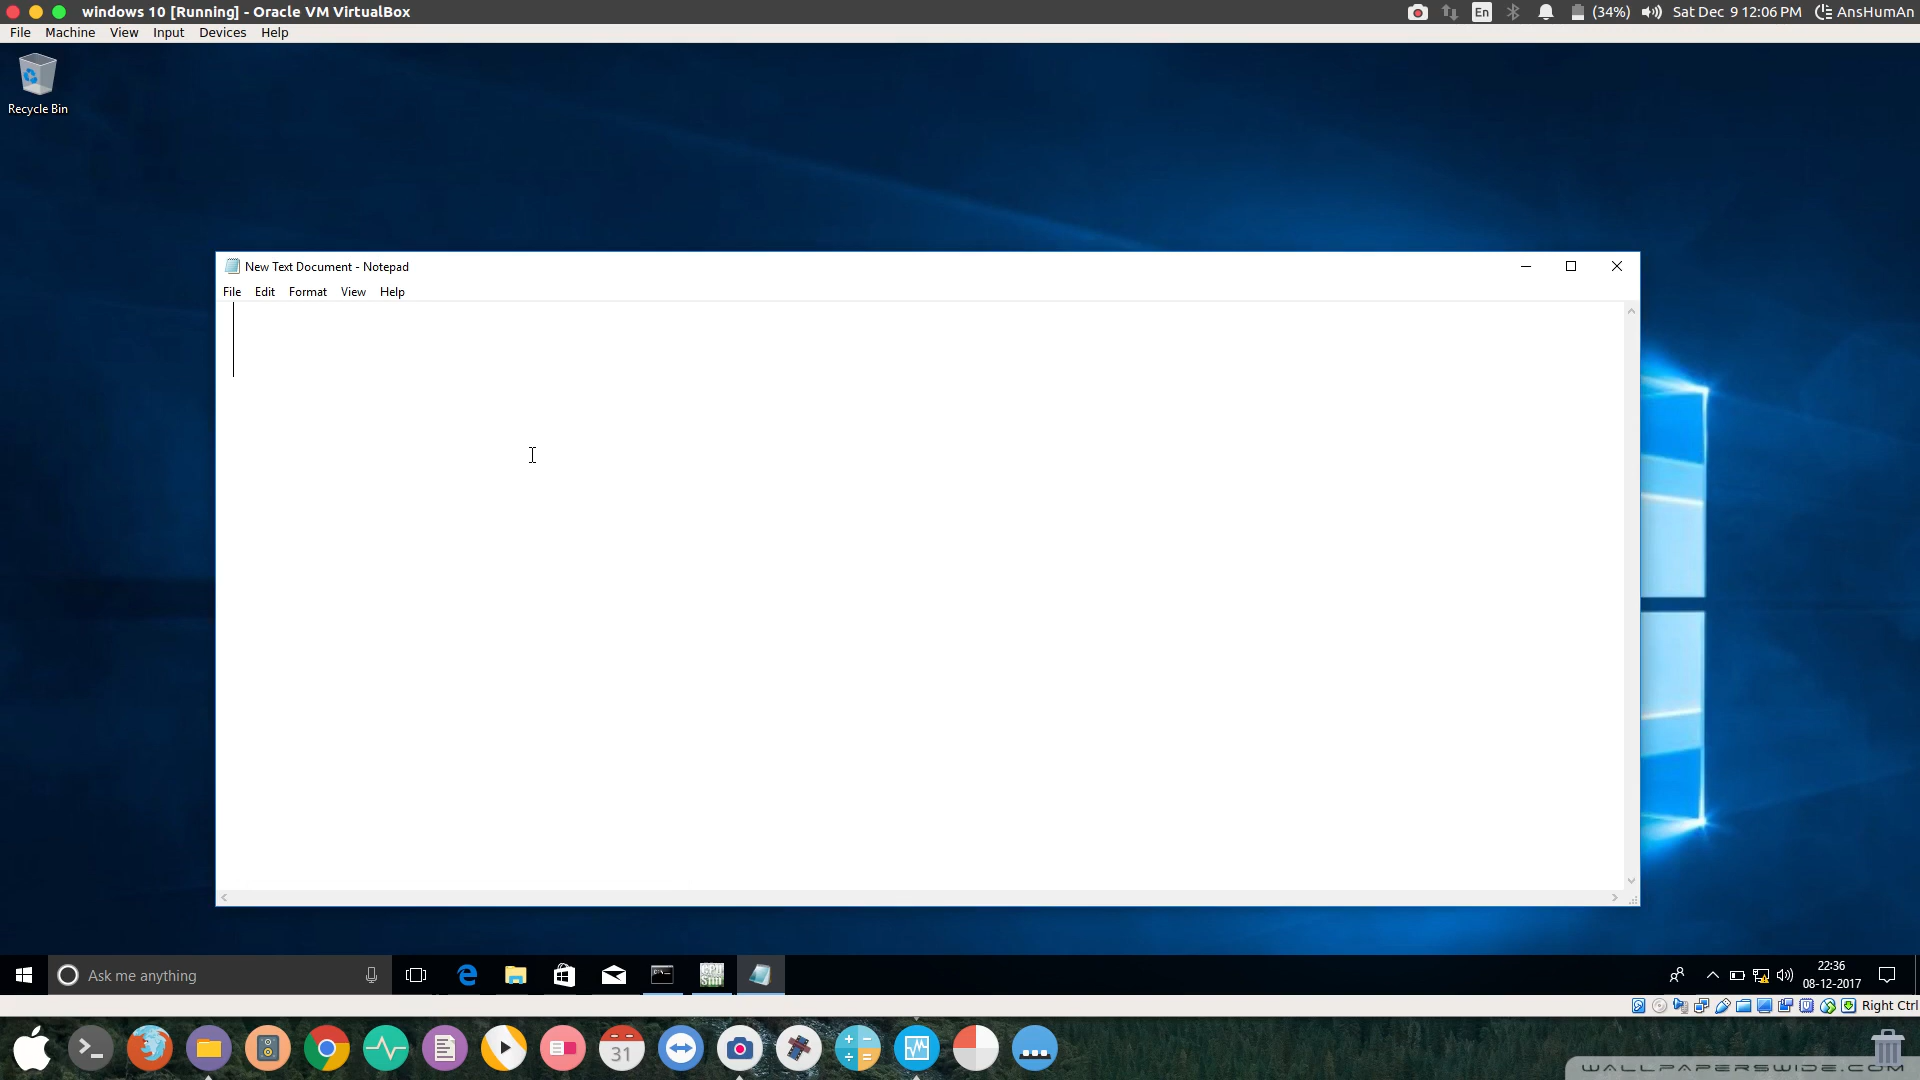 windows 10 [Running] - Oracle VM VirtualBox
En
(34%)
Sat Dec 9 12:06 PM
AnsHumAn
File Machine View Input Devices Help
Recycle Bin
New Text Document - Notepad
File Edit Format View Help
Ask me anything
22:36
08-12-2017
Right Ctrl
31
WALLPAPERSWIDE.COM